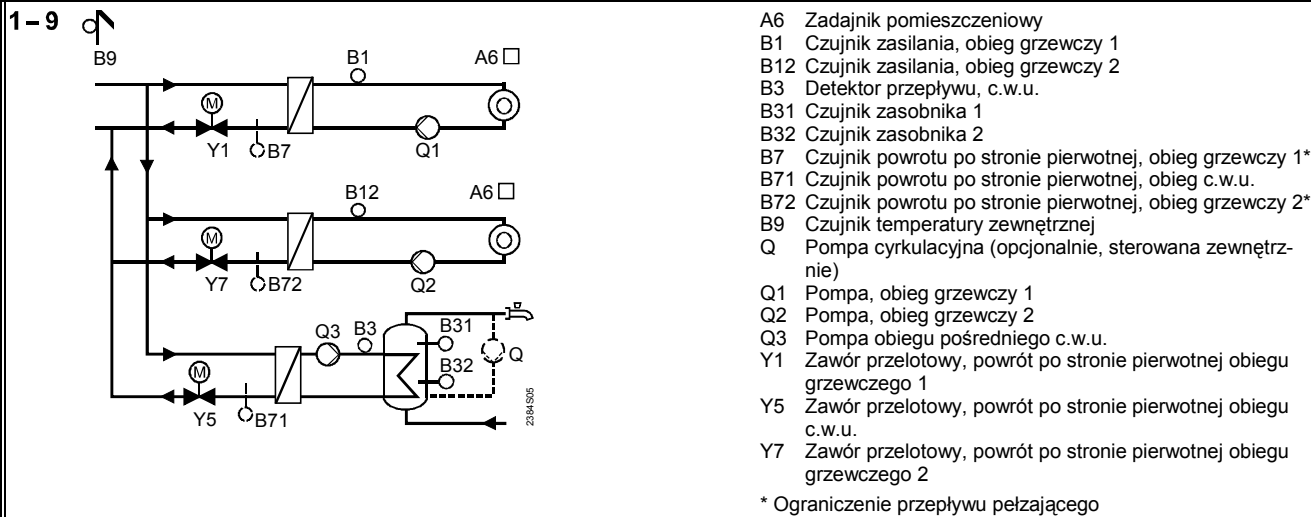 1 – 9
B9
B1
A6
M
Y1
B7
Q1
B12
A6
M
Y7
B72
Q2
Q3
B3
B31
Q
B32
M
Y5
B71
2384S05
A6 Zadajnik pomieszczeniowy
B1 Czujnik zasilania, obieg grzewczy 1
B12 Czujnik zasilania, obieg grzewczy 2
B3 Detektor przepływu, c.w.u.
B31 Czujnik zasobnika 1
B32 Czujnik zasobnika 2
B7 Czujnik powrotu po stronie pierwotnej, obieg grzewczy 1*
B71 Czujnik powrotu po stronie pierwotnej, obieg c.w.u.
B72 Czujnik powrotu po stronie pierwotnej, obieg grzewczy 2*
B9 Czujnik temperatury zewnętrznej
Q Pompa cyrkulacyjna (opcjonalnie, sterowana zewnętrz-
nie)
Q1 Pompa, obieg grzewczy 1
Q2 Pompa, obieg grzewczy 2
Q3 Pompa obiegu pośredniego c.w.u.
Y1 Zawór przelotowy, powrót po stronie pierwotnej obiegu
grzewczego 1
Y5 Zawór przelotowy, powrót po stronie pierwotnej obiegu
c.w.u.
Y7 Zawór przelotowy, powrót po stronie pierwotnej obiegu
grzewczego 2
* Ograniczenie przepływu pełzającego